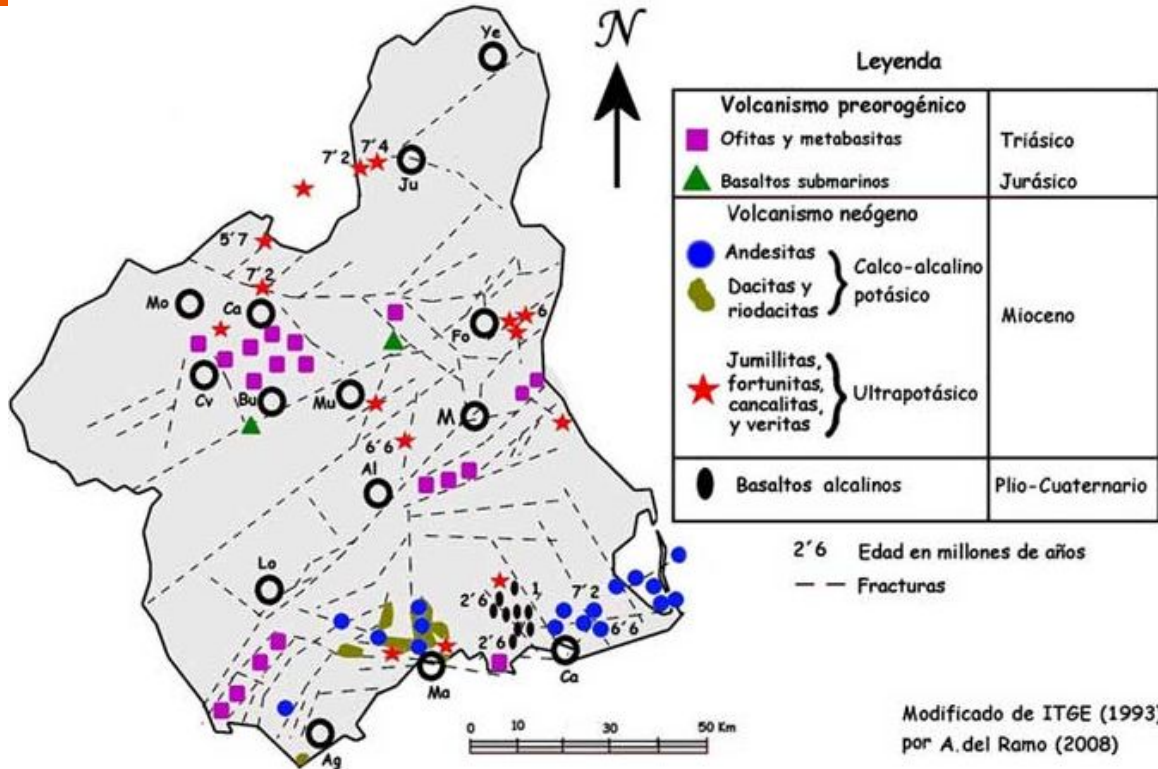 N
Ye
7'4
7'2
Ju
5'7
7'2
Mo
Ca
6
Fo
Cv
Bu
Mu
M
6'6
Al
Lo
2'6
1
7'2
6'6
2'6
Ma
Ca
Ag
0 10 30 50 Km
Leyenda
Volcanismo preorogénico
Ofitas y metabasitas
Triásico
Basaltos submarinos
Jurásico
Volcanismo neógeno
Andesitas
Dacitas y
riodacitas
Calco-alcalino
potásico
Mioceno
Jumillitas,
fortunitas,
cancalitas,
y veritas
Ultrapotásico
Basaltos alcalinos
Plio-Cuaternario
2'6 Edad en millones de años
Fracturas
Modificado de ITGE (1993)
por A. del Ramo (2008)